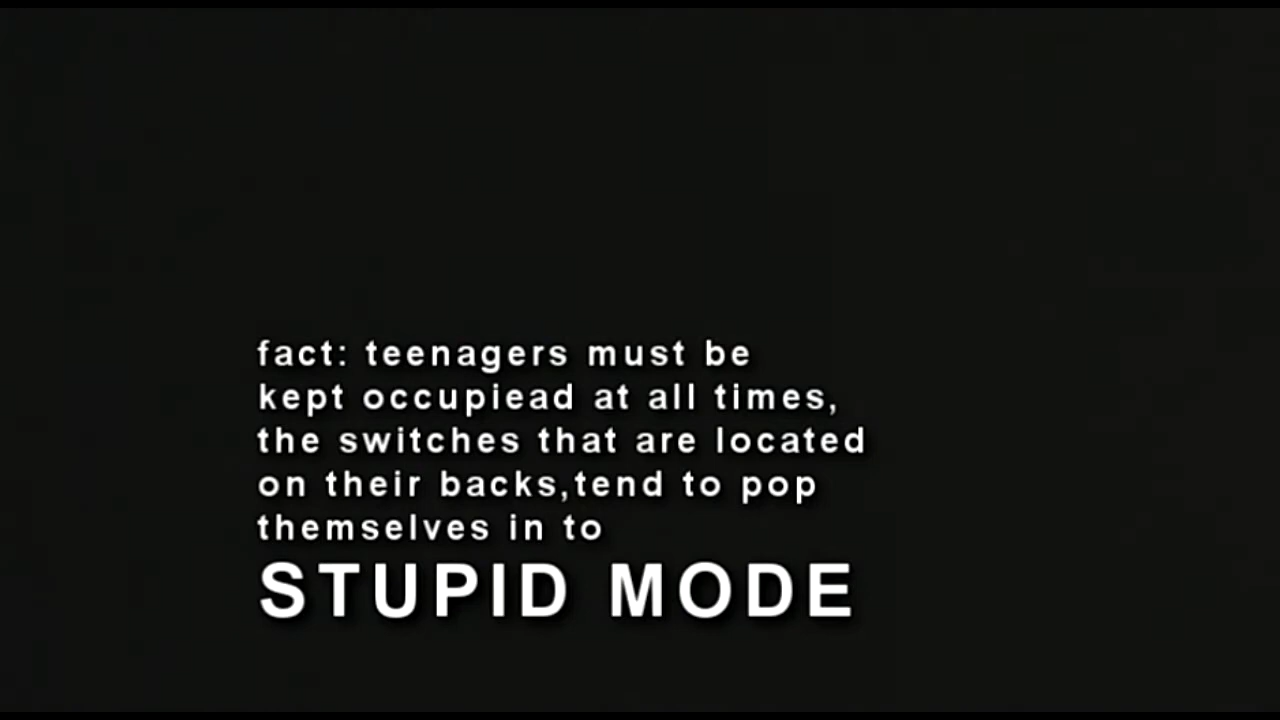 fact: teenagers must be
kept occupiead at all times,
the switches that are located
on their backs,tend to pop
themselves in to
STUPID MODE